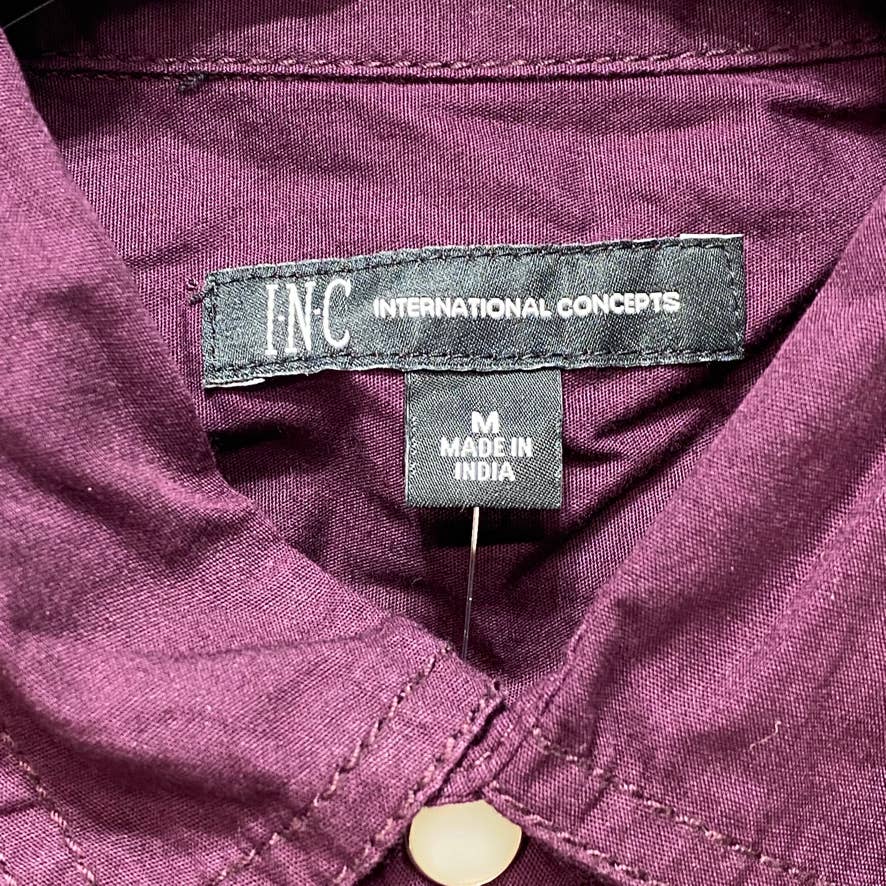 I·N·C INTERNATIONAL CONCEPTS
M
MADE IN
INDIA